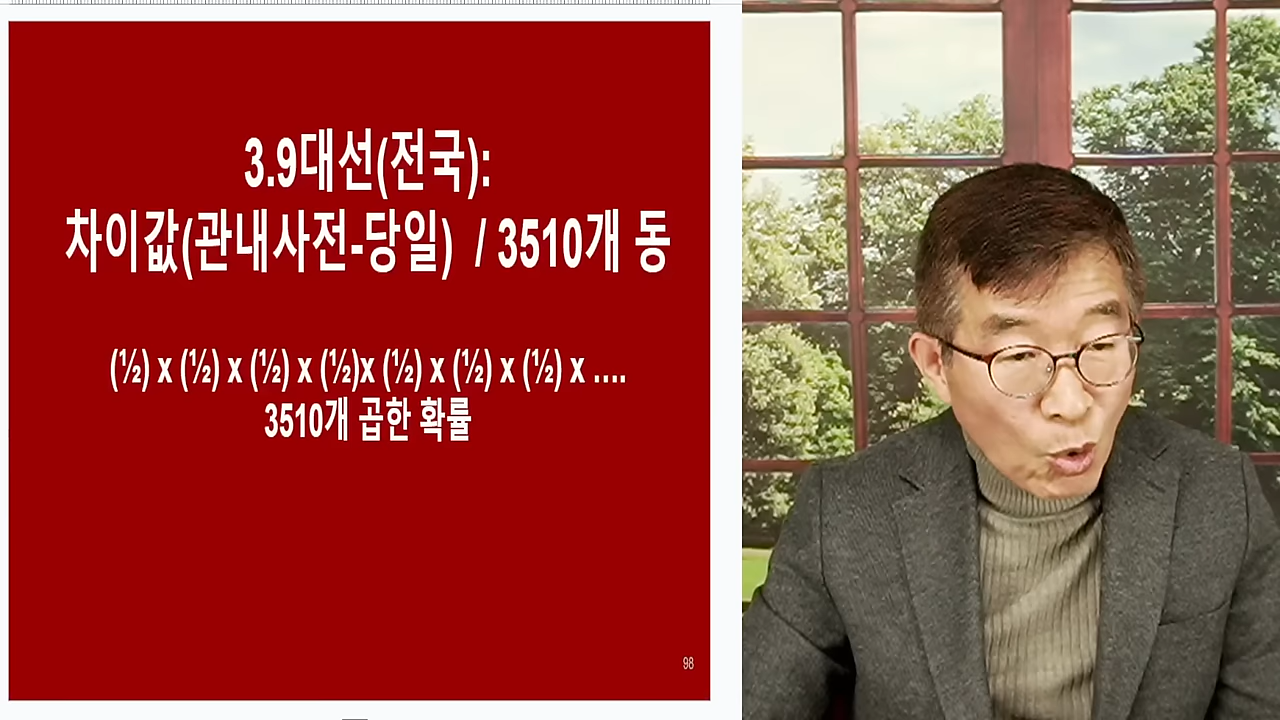 3.9대선(전국):
차이값(관내사전-당일) / 3510개 동
(½) x (½) x (½) x (½)x (½) x (½) x (½) x ....
3510개 곱한 확률
98